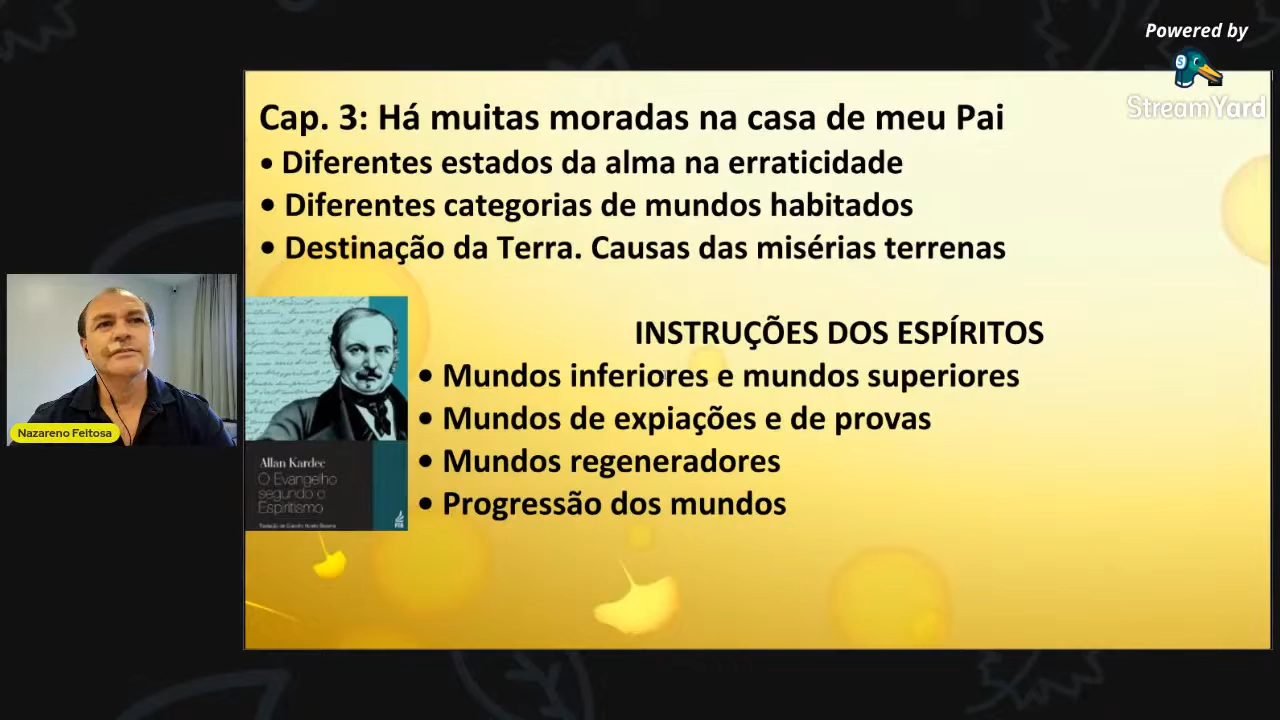 Powered by
StreamYard
Cap. 3: Há muitas moradas na casa de meu Pai
• Diferentes estados da alma na erraticidade
• Diferentes categorias de mundos habitados
• Destinação da Terra. Causas das misérias terrenas
INSTRUÇÕES DOS ESPÍRITOS
• Mundos inferiores e mundos superiores
• Mundos de expiações e de provas
• Mundos regeneradores
• Progressão dos mundos
Nazareno Feitosa
Allan Kardec
O Evangelho
segundo o
Espiritismo
FEB